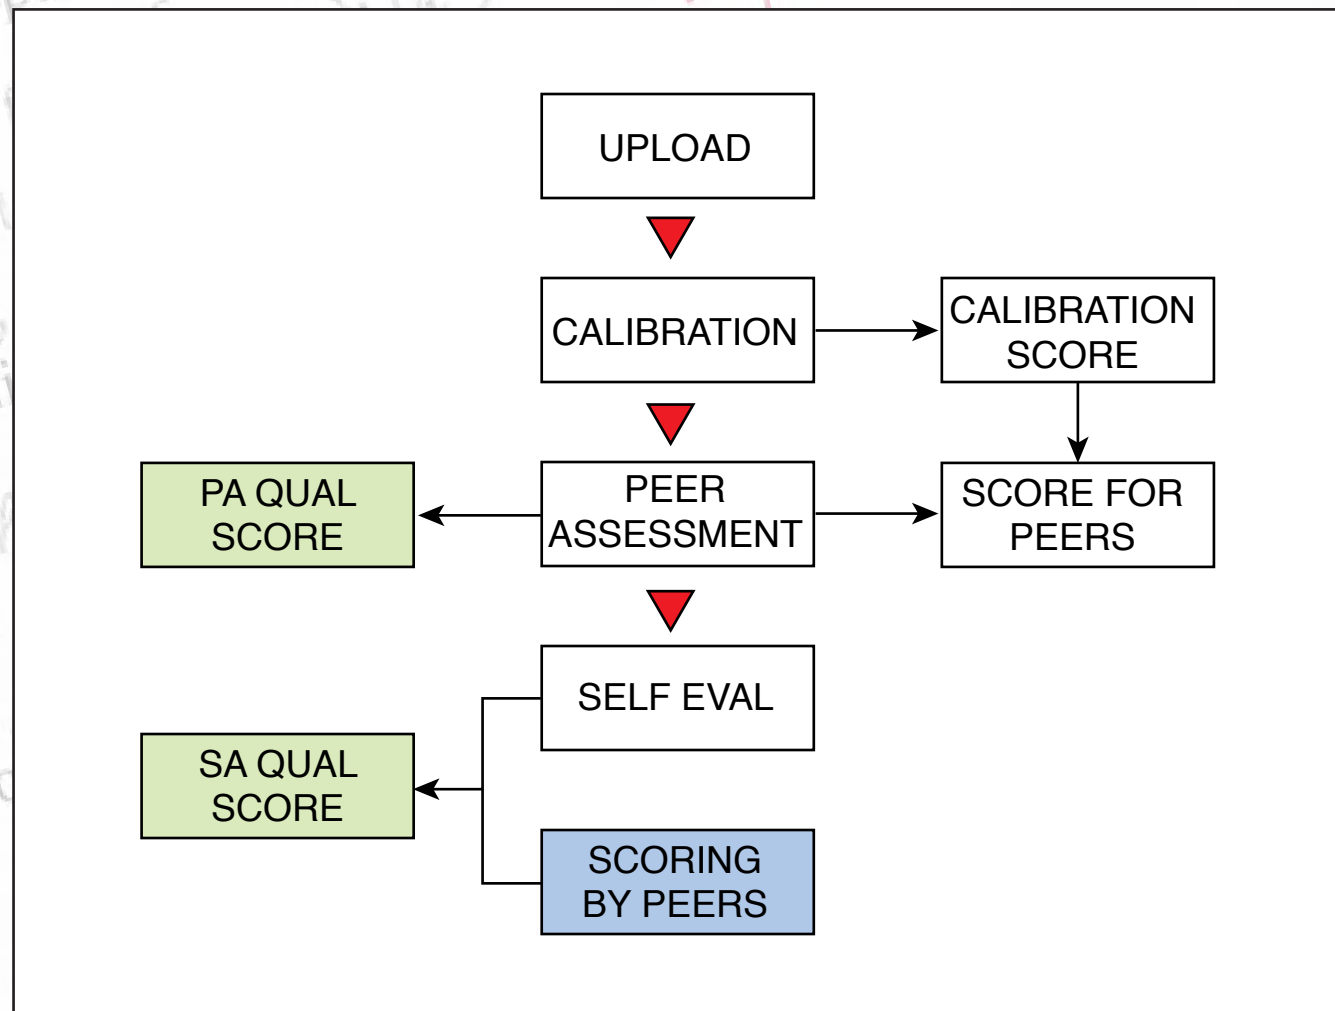 UPLOAD
CALIBRATION
CALIBRATION
SCORE
PA QUAL
SCORE
PEER
ASSESSMENT
SCORE FOR
PEERS
SELF EVAL
SA QUAL
SCORE
SCORING
BY PEERS